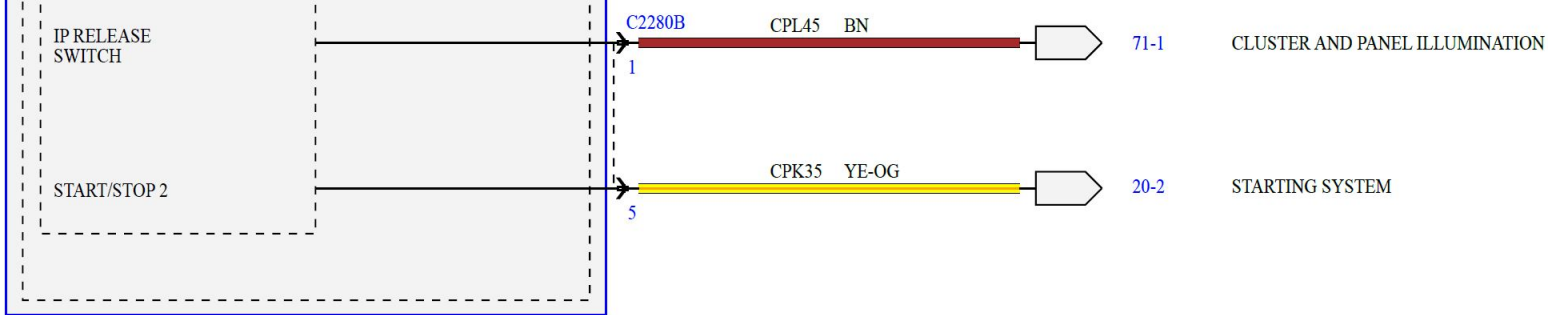 C2280B
CPL45 BN
IP RELEASE
SWITCH
1
71-1
CLUSTER AND PANEL ILLUMINATION
CPK35 YE-OG
START/STOP 2
5
20-2
STARTING SYSTEM